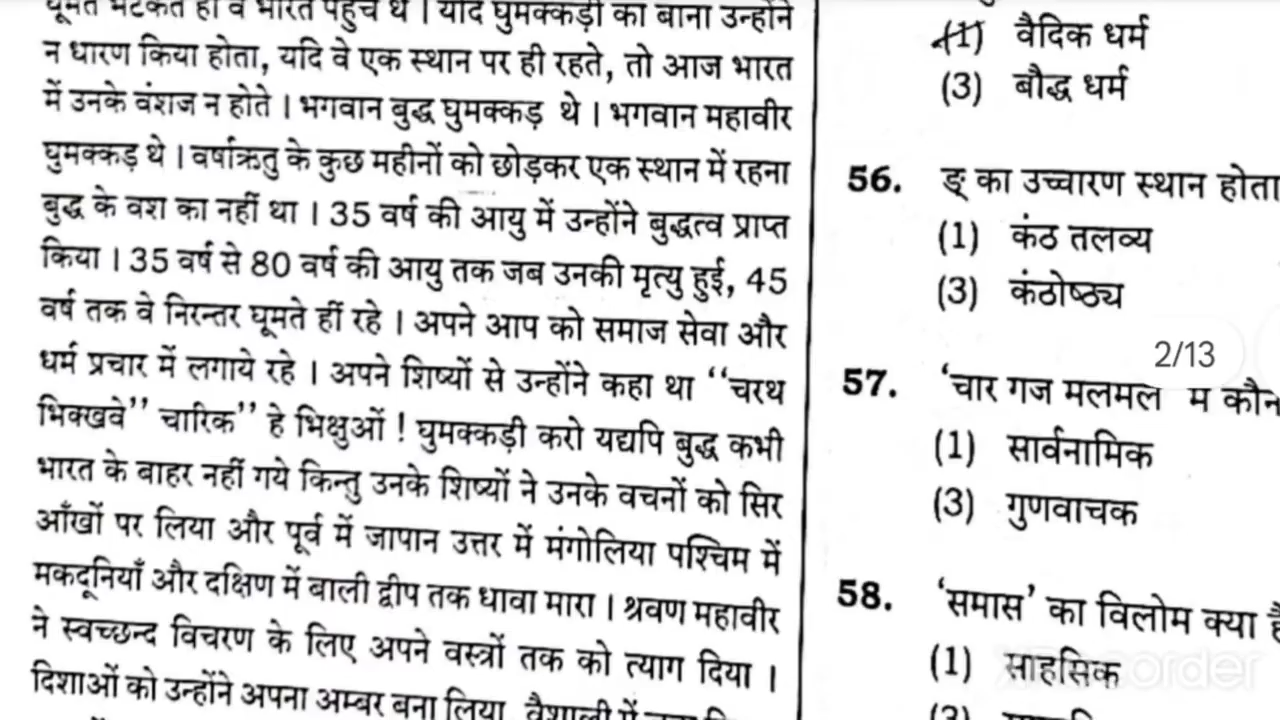 घूमते भटकते ही वे भारत पहुँचे थे । यदि घुमक्कड़ी का बाना उन्होंने
न धारण किया होता, यदि वे एक स्थान पर ही रहते, तो आज भारत
में उनके वंशज न होते । भगवान बुद्ध घुमक्कड़ थे । भगवान महावीर
घुमक्कड़ थे । वर्षाऋतु के कुछ महीनों को छोड़कर एक स्थान में रहना
बुद्ध के वश का नहीं था । 35 वर्ष की आयु में उन्होंने बुद्धत्व प्राप्त
किया । 35 वर्ष से 80 वर्ष की आयु तक जब उनकी मृत्यु हुई, 45
वर्ष तक वे निरन्तर घूमते हीं रहे । अपने आप को समाज सेवा और
धर्म प्रचार में लगाये रहे । अपने शिष्यों से उन्होंने कहा था ‘‘चरथ
भिक्खवे’’ चारिक’’ हे भिक्षुओं ! घुमक्कड़ी करो यद्यपि बुद्ध कभी
भारत के बाहर नहीं गये किन्तु उनके शिष्यों ने उनके वचनों को सिर
आँखों पर लिया और पूर्व में जापान उत्तर में मंगोलिया पश्चिम में
मकदूनियाँ और दक्षिण में बाली द्वीप तक धावा मारा । श्रवण महावीर
ने स्वच्छन्द विचरण के लिए अपने वस्त्रों तक को त्याग दिया ।
दिशाओं को उन्होंने अपना अम्बर बना लिया, वैशाली में
(1) वैदिक धर्म
(3) बौद्ध धर्म
56. ङ् का उच्चारण स्थान होता
(1) कंठ तलव्य
(3) कंठोष्ठ्य
2/13
57. ‘चार गज मलमल में कौन
(1) सार्वनामिक
(3) गुणवाचक
58. ‘समास’ का विलोम क्या है
(1) साहसिक
(3)